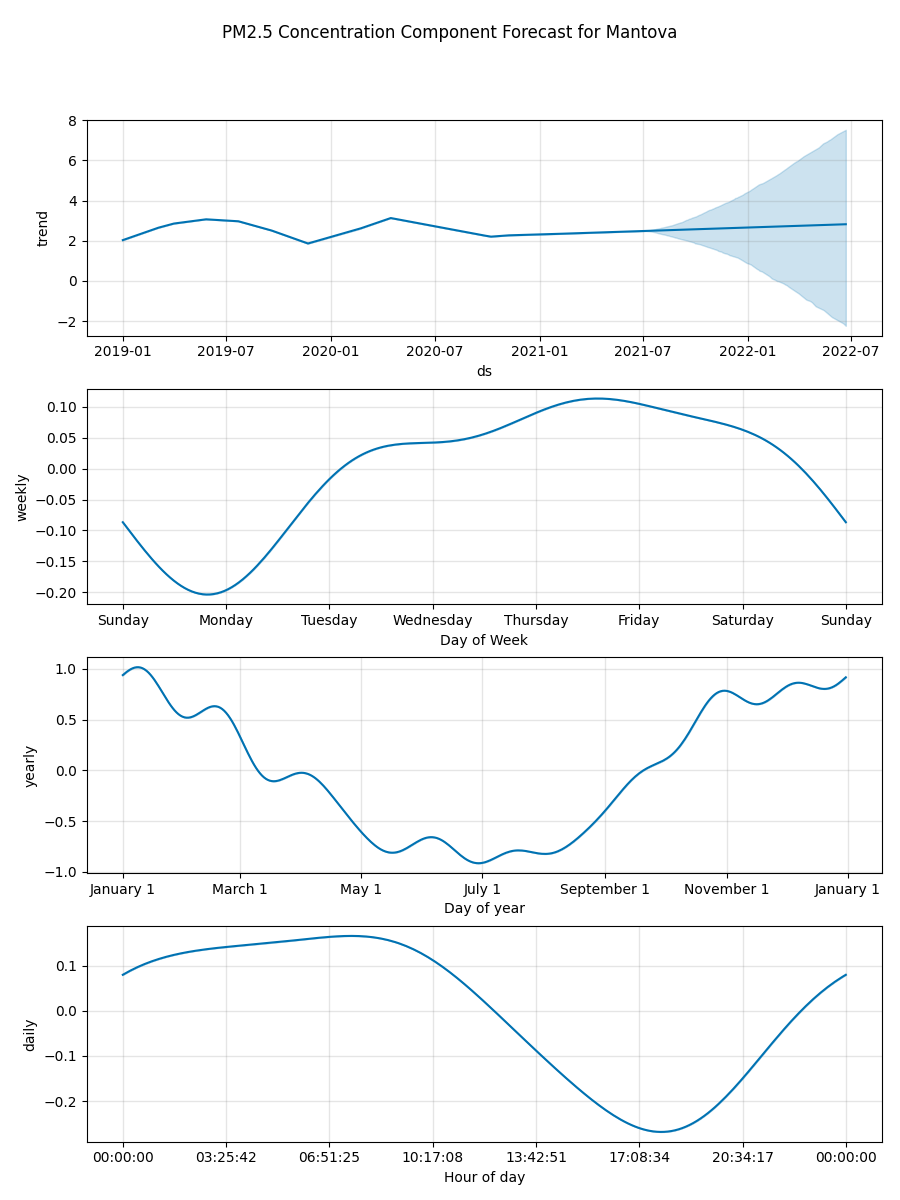 PM2.5 Concentration Component Forecast for Mantova
8
6
4
2
0
−2
trend
2019-01 2019-07 2020-01 2020-07 2021-01 2021-07 2022-01 2022-07
ds
0.10
0.05
0.00
−0.05
−0.10
−0.15
−0.20
weekly
Sunday Monday Tuesday Wednesday Thursday Friday Saturday Sunday
Day of Week
1.0
0.5
0.0
−0.5
−1.0
yearly
January 1 March 1 May 1 July 1 September 1 November 1 January 1
Day of year
0.1
0.0
−0.1
−0.2
daily
00:00:00 03:25:42 06:51:25 10:17:08 13:42:51 17:08:34 20:34:17 00:00:00
Hour of day